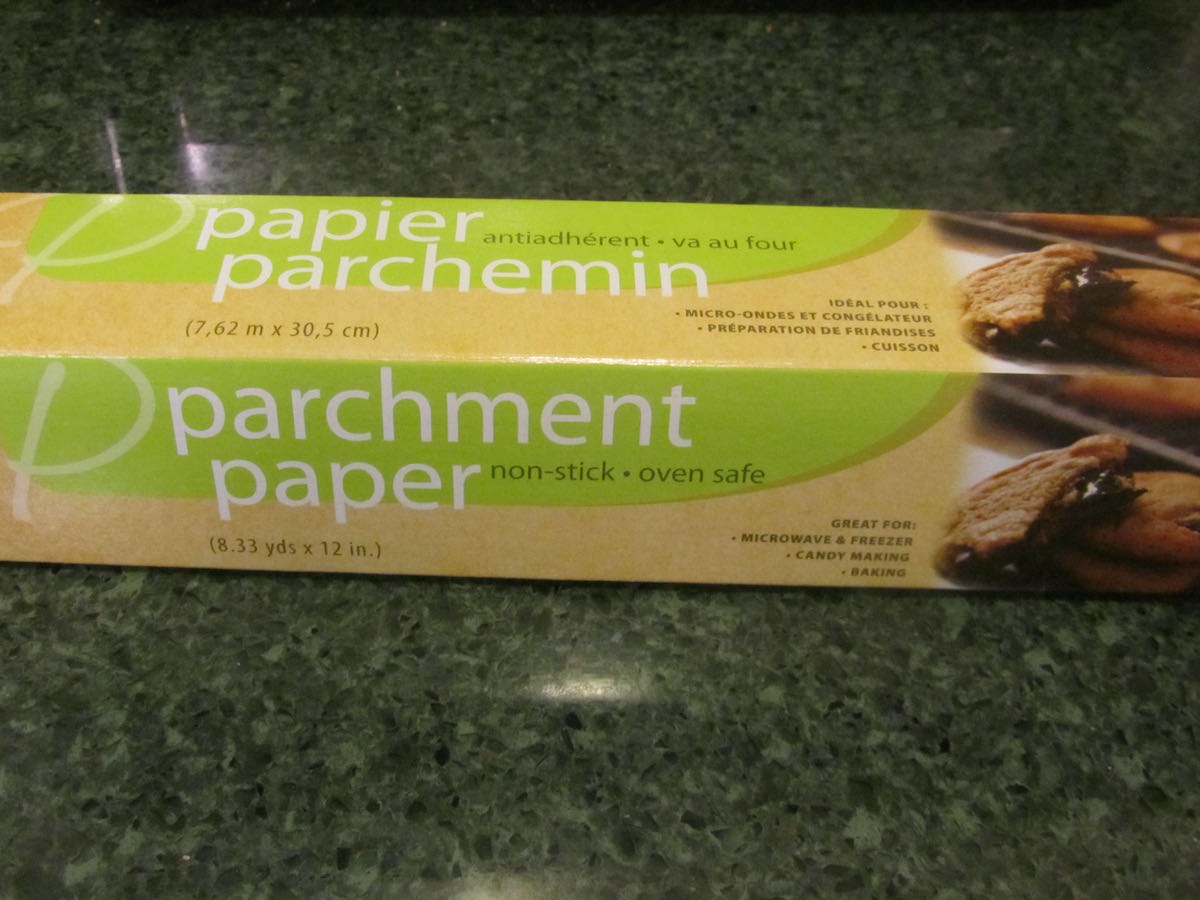 papier
antiadhérent • va au four
parchemin
(7,62 m x 30,5 cm)
IDÉAL POUR :
• MICRO-ONDES ET CONGÉLATEUR
• PRÉPARATION DE FRIANDISES
• CUISSON
parchment
paper non-stick • oven safe
(8.33 yds x 12 in.)
GREAT FOR:
• MICROWAVE & FREEZER
• CANDY MAKING
• BAKING